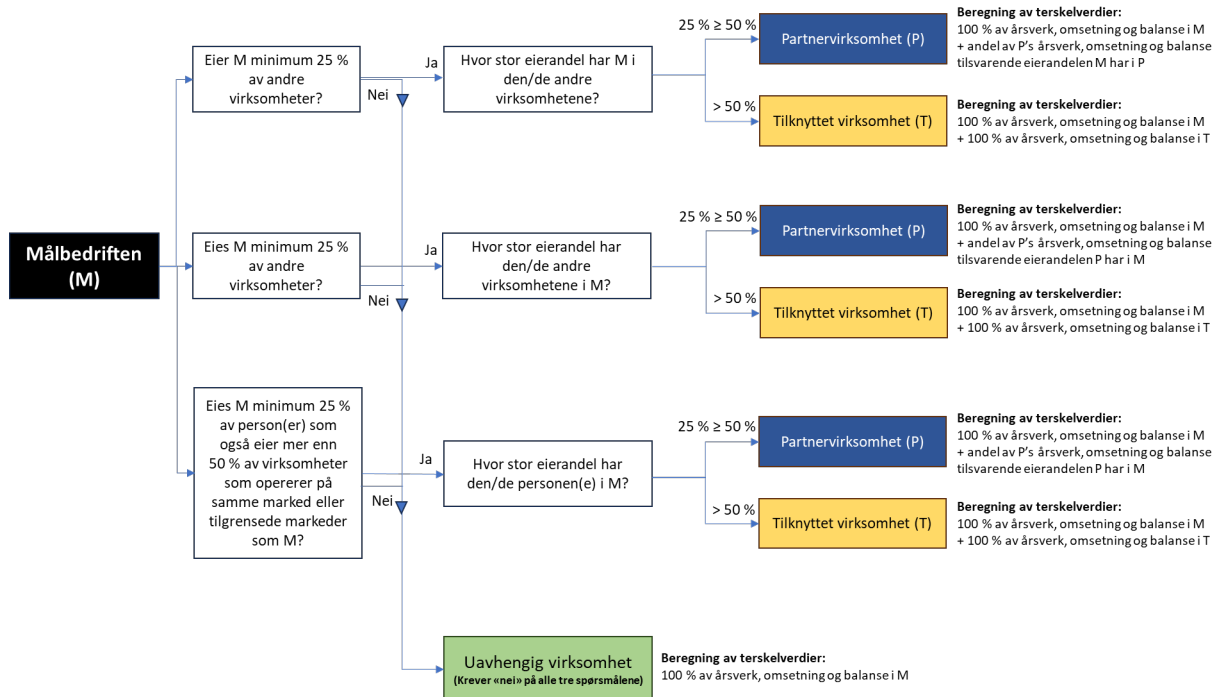 Målbedriften
(M)
Eier M minimum 25 %
av andre
virksomheter?
Ja
Nei
Hvor stor eierandel har M i
den/de andre
virksomhetene?
25 % ≥ 50 %
Partnervirksomhet (P)
Beregning av terskelverdier:
100 % av årsverk, omsetning og balanse i M
+ andel av P's årsverk, omsetning og balanse
tilsvarende eierandelen M har i P
> 50 %
Tilknyttet virksomhet (T)
Beregning av terskelverdier:
100 % av årsverk, omsetning og balanse i M
+ 100 % av årsverk, omsetning og balanse i T
Eies M minimum 25 %
av andre
virksomheter?
Ja
Nei
Hvor stor eierandel har
den/de andre
virksomhetene i M?
25 % ≥ 50 %
Partnervirksomhet (P)
Beregning av terskelverdier:
100 % av årsverk, omsetning og balanse i M
+ andel av P's årsverk, omsetning og balanse
tilsvarende eierandelen P har i M
> 50 %
Tilknyttet virksomhet (T)
Beregning av terskelverdier:
100 % av årsverk, omsetning og balanse i M
+ 100 % av årsverk, omsetning og balanse i T
Eies M minimum 25 %
av person(er) som
også eier mer enn
50 % av virksomheter
som opererer på
samme marked eller
tilgrensede markeder
som M?
Ja
Nei
Hvor stor eierandel har
den/de personen(e) i M?
25 % ≥ 50 %
Partnervirksomhet (P)
Beregning av terskelverdier:
100 % av årsverk, omsetning og balanse i M
+ andel av P's årsverk, omsetning og balanse
tilsvarende eierandelen P har i M
> 50 %
Tilknyttet virksomhet (T)
Beregning av terskelverdier:
100 % av årsverk, omsetning og balanse i M
+ 100 % av årsverk, omsetning og balanse i T
Uavhengig virksomhet
(Krever «nei» på alle tre spørsmålene)
Beregning av terskelverdier:
100 % av årsverk, omsetning og balanse i M